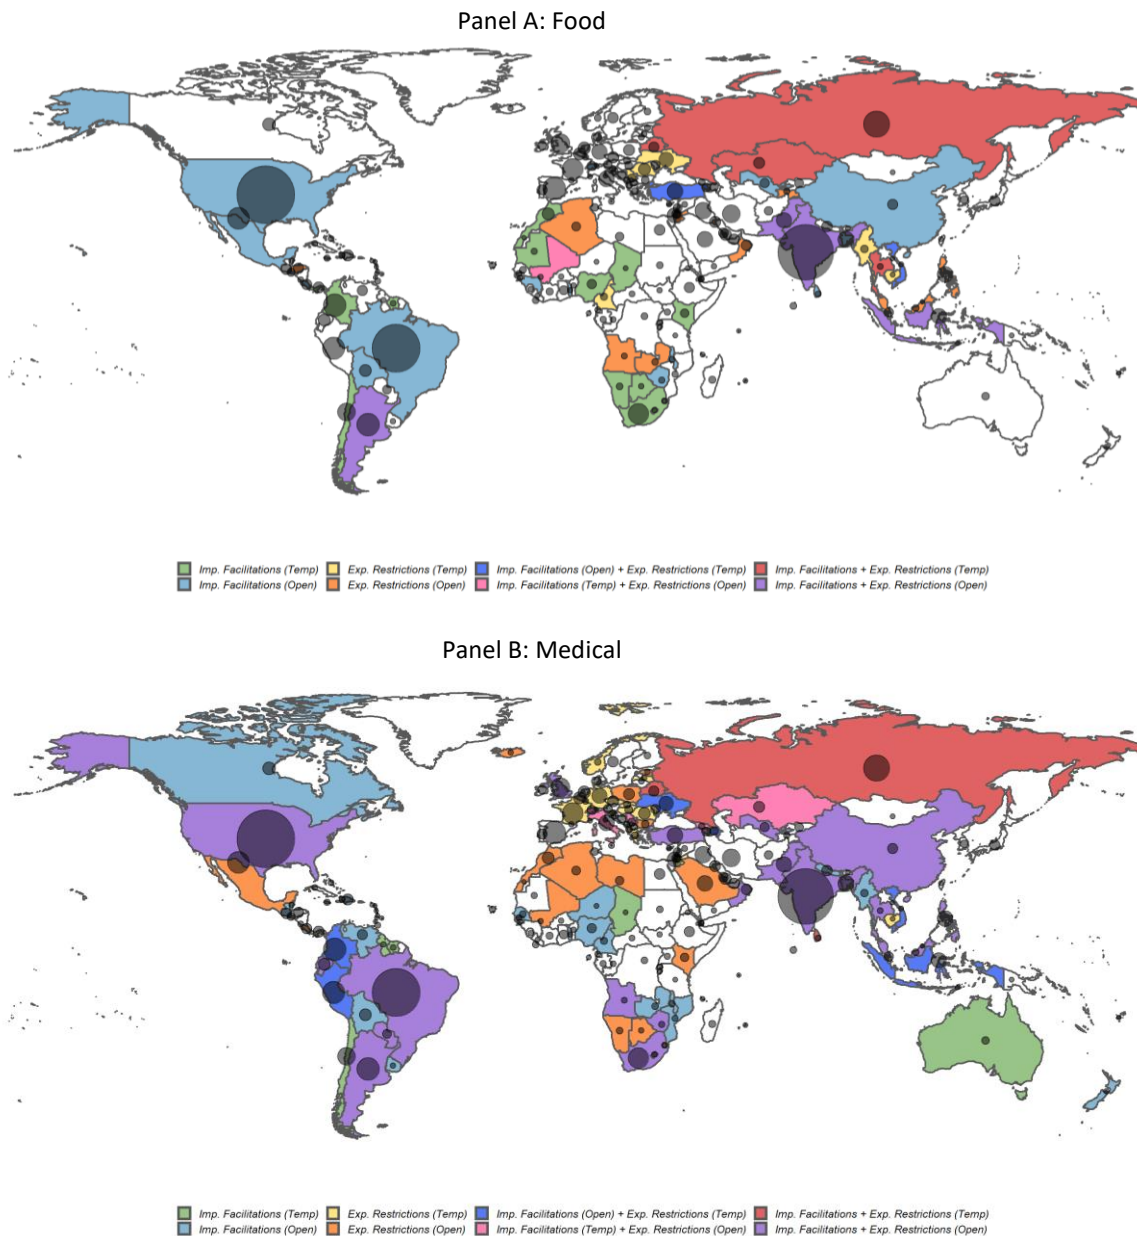 Panel A: Food
Imp. Facilitations (Temp) Exp. Restrictions (Temp) Imp. Facilitations (Open) + Exp. Restrictions (Temp) Imp. Facilitations + Exp. Restrictions (Temp)
Imp. Facilitations (Open) Exp. Restrictions (Open) Imp. Facilitations (Temp) + Exp. Restrictions (Open) Imp. Facilitations + Exp. Restrictions (Open)
Panel B: Medical
Imp. Facilitations (Temp) Exp. Restrictions (Temp) Imp. Facilitations (Open) + Exp. Restrictions (Temp) Imp. Facilitations + Exp. Restrictions (Temp)
Imp. Facilitations (Open) Exp. Restrictions (Open) Imp. Facilitations (Temp) + Exp. Restrictions (Open) Imp. Facilitations + Exp. Restrictions (Open)